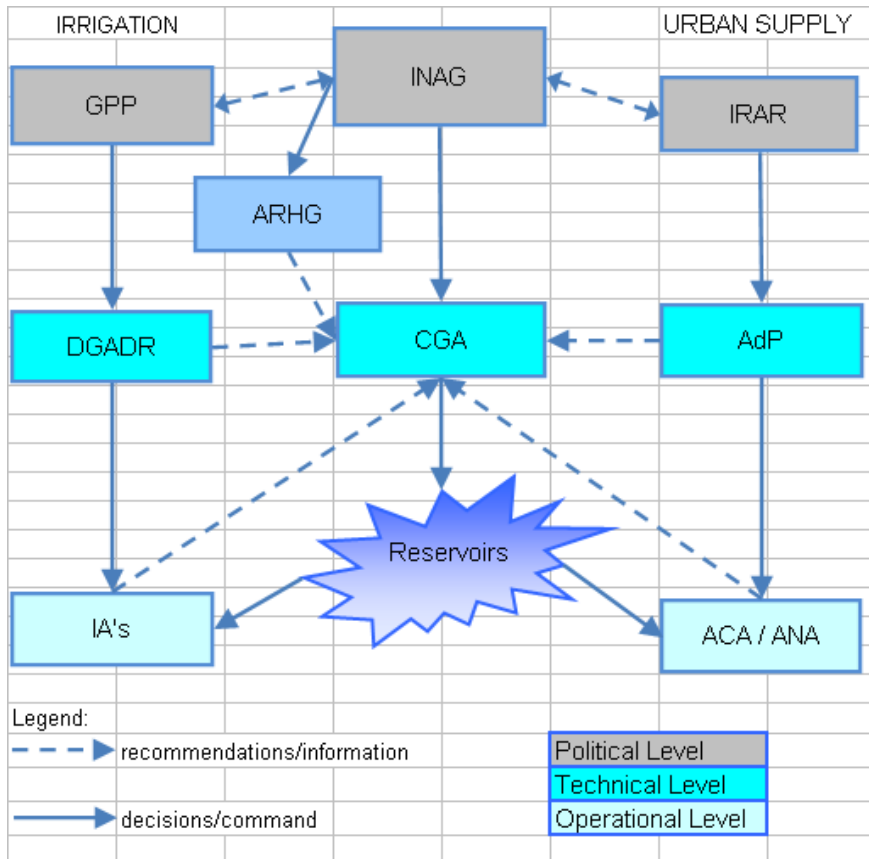 IRRIGATION
URBAN SUPPLY
INAG
GPP
IRAR
ARHG
DGADR
CGA
AdP
Reservoirs
IA's
ACA / ANA
Legend:
recommendations/information
decisions/command
Political Level
Technical Level
Operational Level